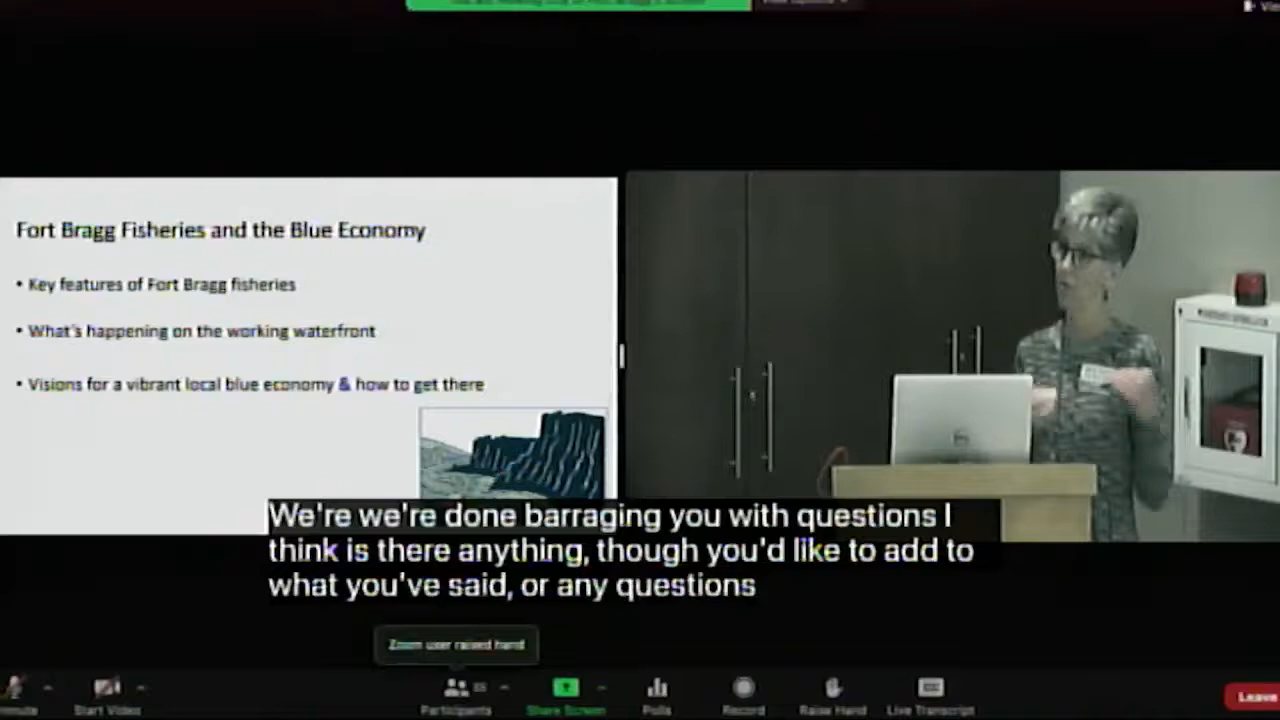 Fort Bragg Fisheries and the Blue Economy
• Key features of Fort Bragg fisheries
• What's happening on the working waterfront
• Visions for a vibrant local blue economy & how to get there
We're we're done barraging you with questions I
think is there anything, though you'd like to add to
what you've said, or any questions
Zoom user raised hand
Start Video
Participants
Share Screen
Polls
Record
Raise Hand
Live Transcript
Leave